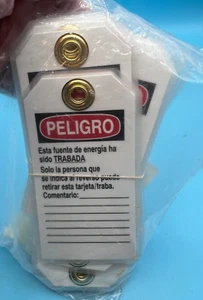 PELIGRO
Esta fuente de energía ha
sido TRABADA
Solo la persona que
se indica al reverso puede
retirar esta tarjeta/traba.
Comentario: